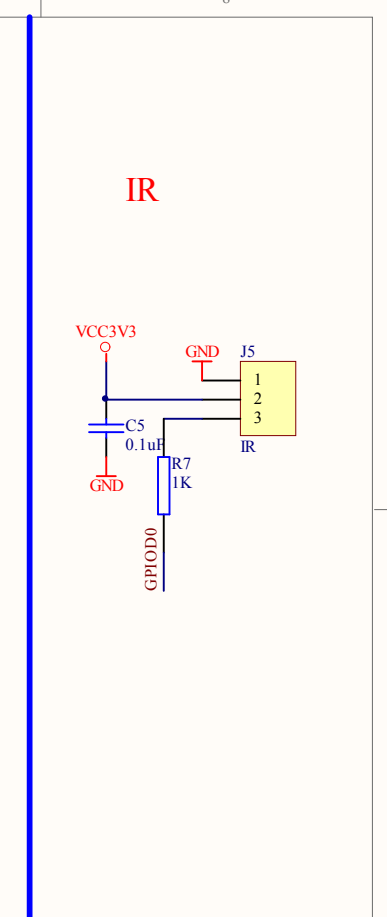 IR
VCC3V3
GND
J5
1
2
3
IR
C5
0.1uF
GND
R7
1K
GPIOD0